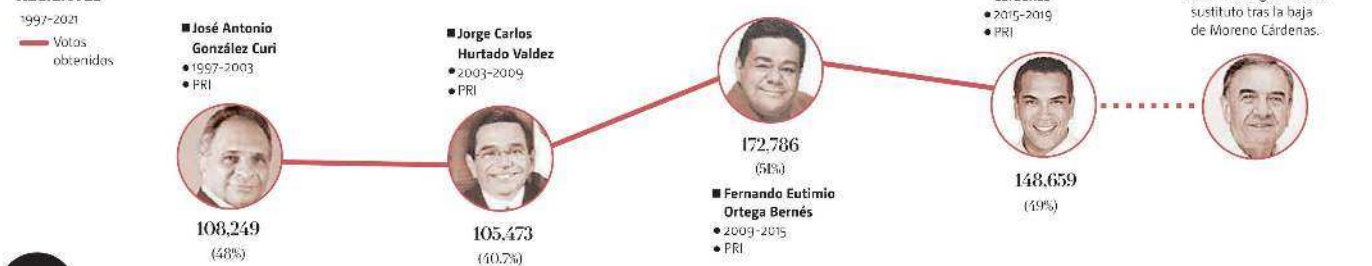 1997-2021
Votos
obtenidos
■ José Antonio
González Curi
• 1997-2003
• PRI
108,249
(48%)
■ Jorge Carlos
Hurtado Valdez
• 2003-2009
• PRI
105,473
(40.7%)
172,786
(51%)
■ Fernando Eutimio
Ortega Bernés
• 2009-2015
• PRI
• 2015-2019
• PRI
148,659
(49%)
sustituto tras la baja
de Moreno Cárdenas.